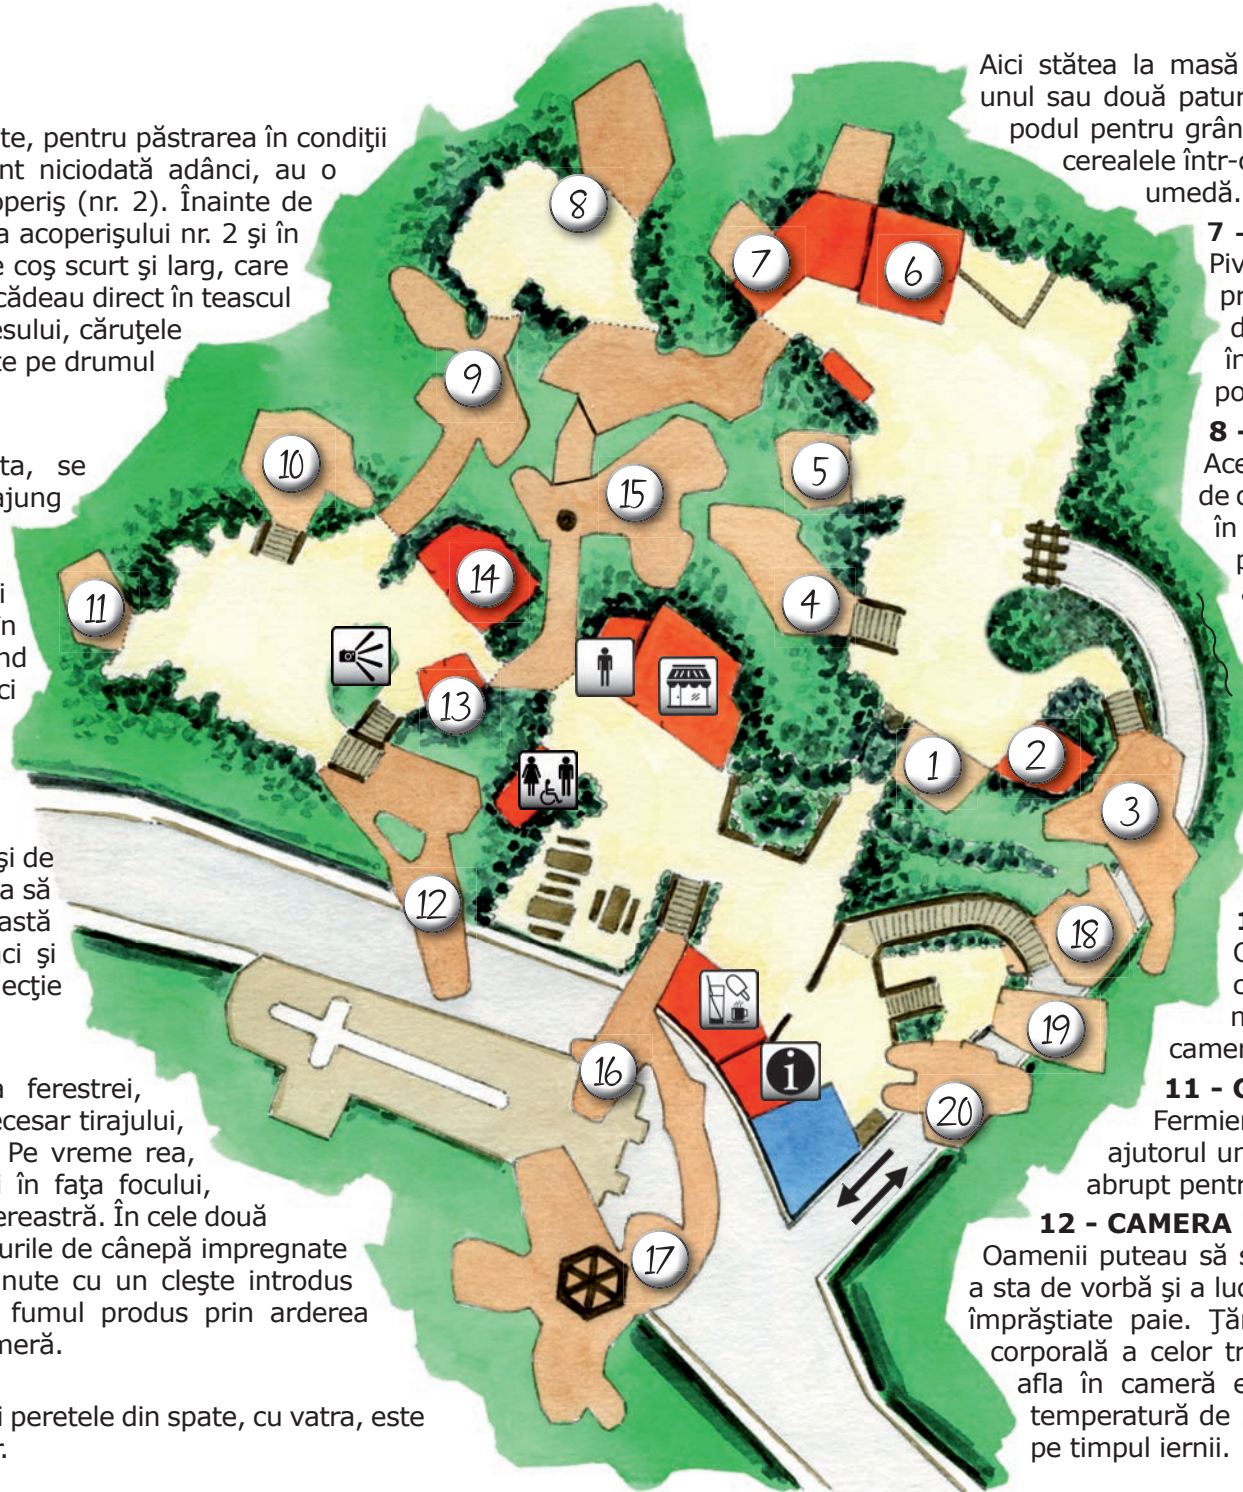 te, pentru păstrarea în condiţii
nt niciodată adânci, au o
operiş (nr. 2). Înainte de
a acoperişului nr. 2 şi în
e coş scurt şi larg, care
cădeau direct în teascul
esului, căruţele
te pe drumul
ta, se
ajung
i
în
nd
ci
şi de
a să
astă
ci şi
ecţie
a ferestrei,
ecesar tirajului,
Pe vreme rea,
i în faţa focului,
ereastră. În cele două
urile de cânepă impregnate
nute cu un cleşte introdus
fumul produs prin arderea
meră.
i peretele din spate, cu vatra, este
r.
Aici stătea la masă
unul sau două patur
podul pentru grân
cerealele într-o
umedă.
7 -
Piv
pr
d
în
po
8 -
Ace
de c
în
p
1
C
c
n
camer
11 - C
Fermier
ajutorul un
abrupt pentr
12 - CAMERA
Oamenii puteau să s
a sta de vorbă şi a luc
împrăştiate paie. Ţăr
corporală a celor tr
afla în cameră e
temperatură de
pe timpul iernii.
8
7
6
9
10
15
5
14
4
11
13
1
2
3
12
18
19
16
i
20
17